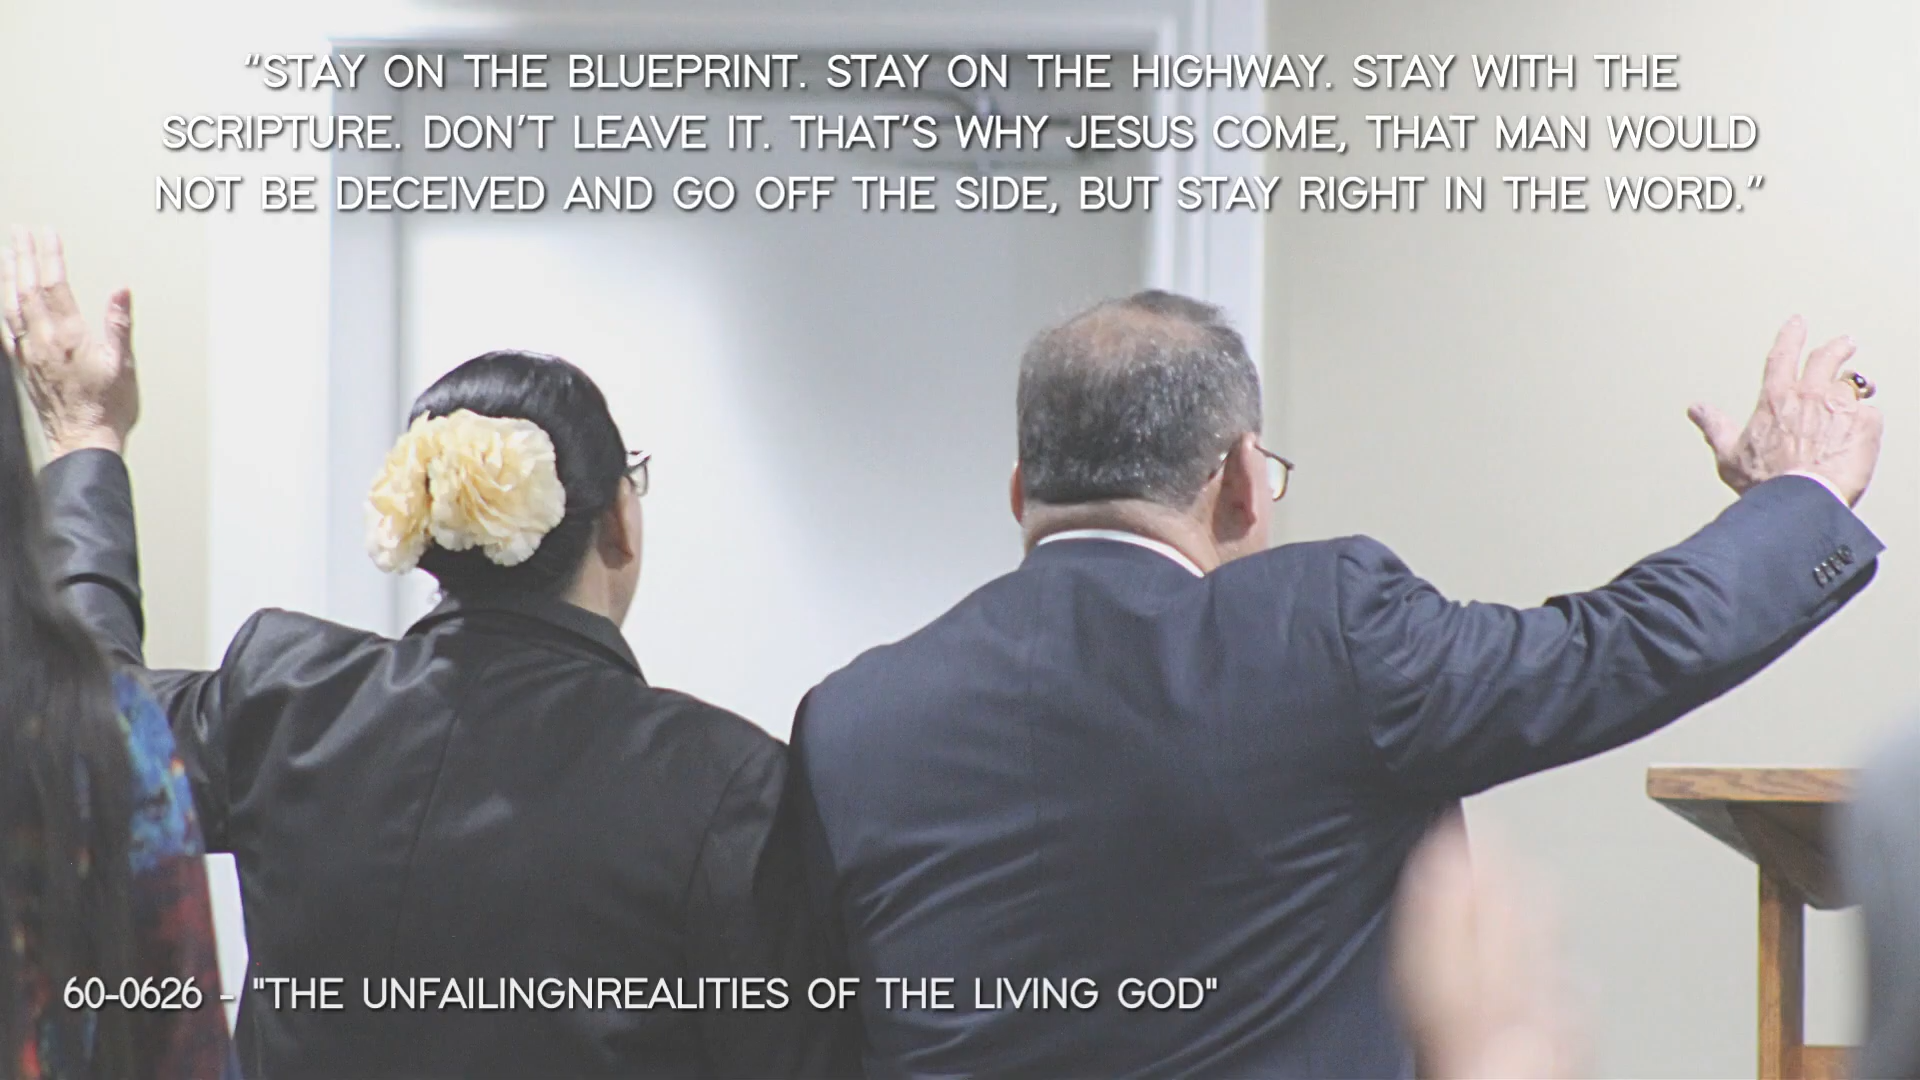 "STAY ON THE BLUEPRINT. STAY ON THE HIGHWAY. STAY WITH THE
SCRIPTURE. DON'T LEAVE IT. THAT'S WHY JESUS COME, THAT MAN WOULD
NOT BE DECEIVED AND GO OFF THE SIDE, BUT STAY RIGHT IN THE WORD."
60-0626 - "THE UNFAILINGNREALITIES OF THE LIVING GOD"